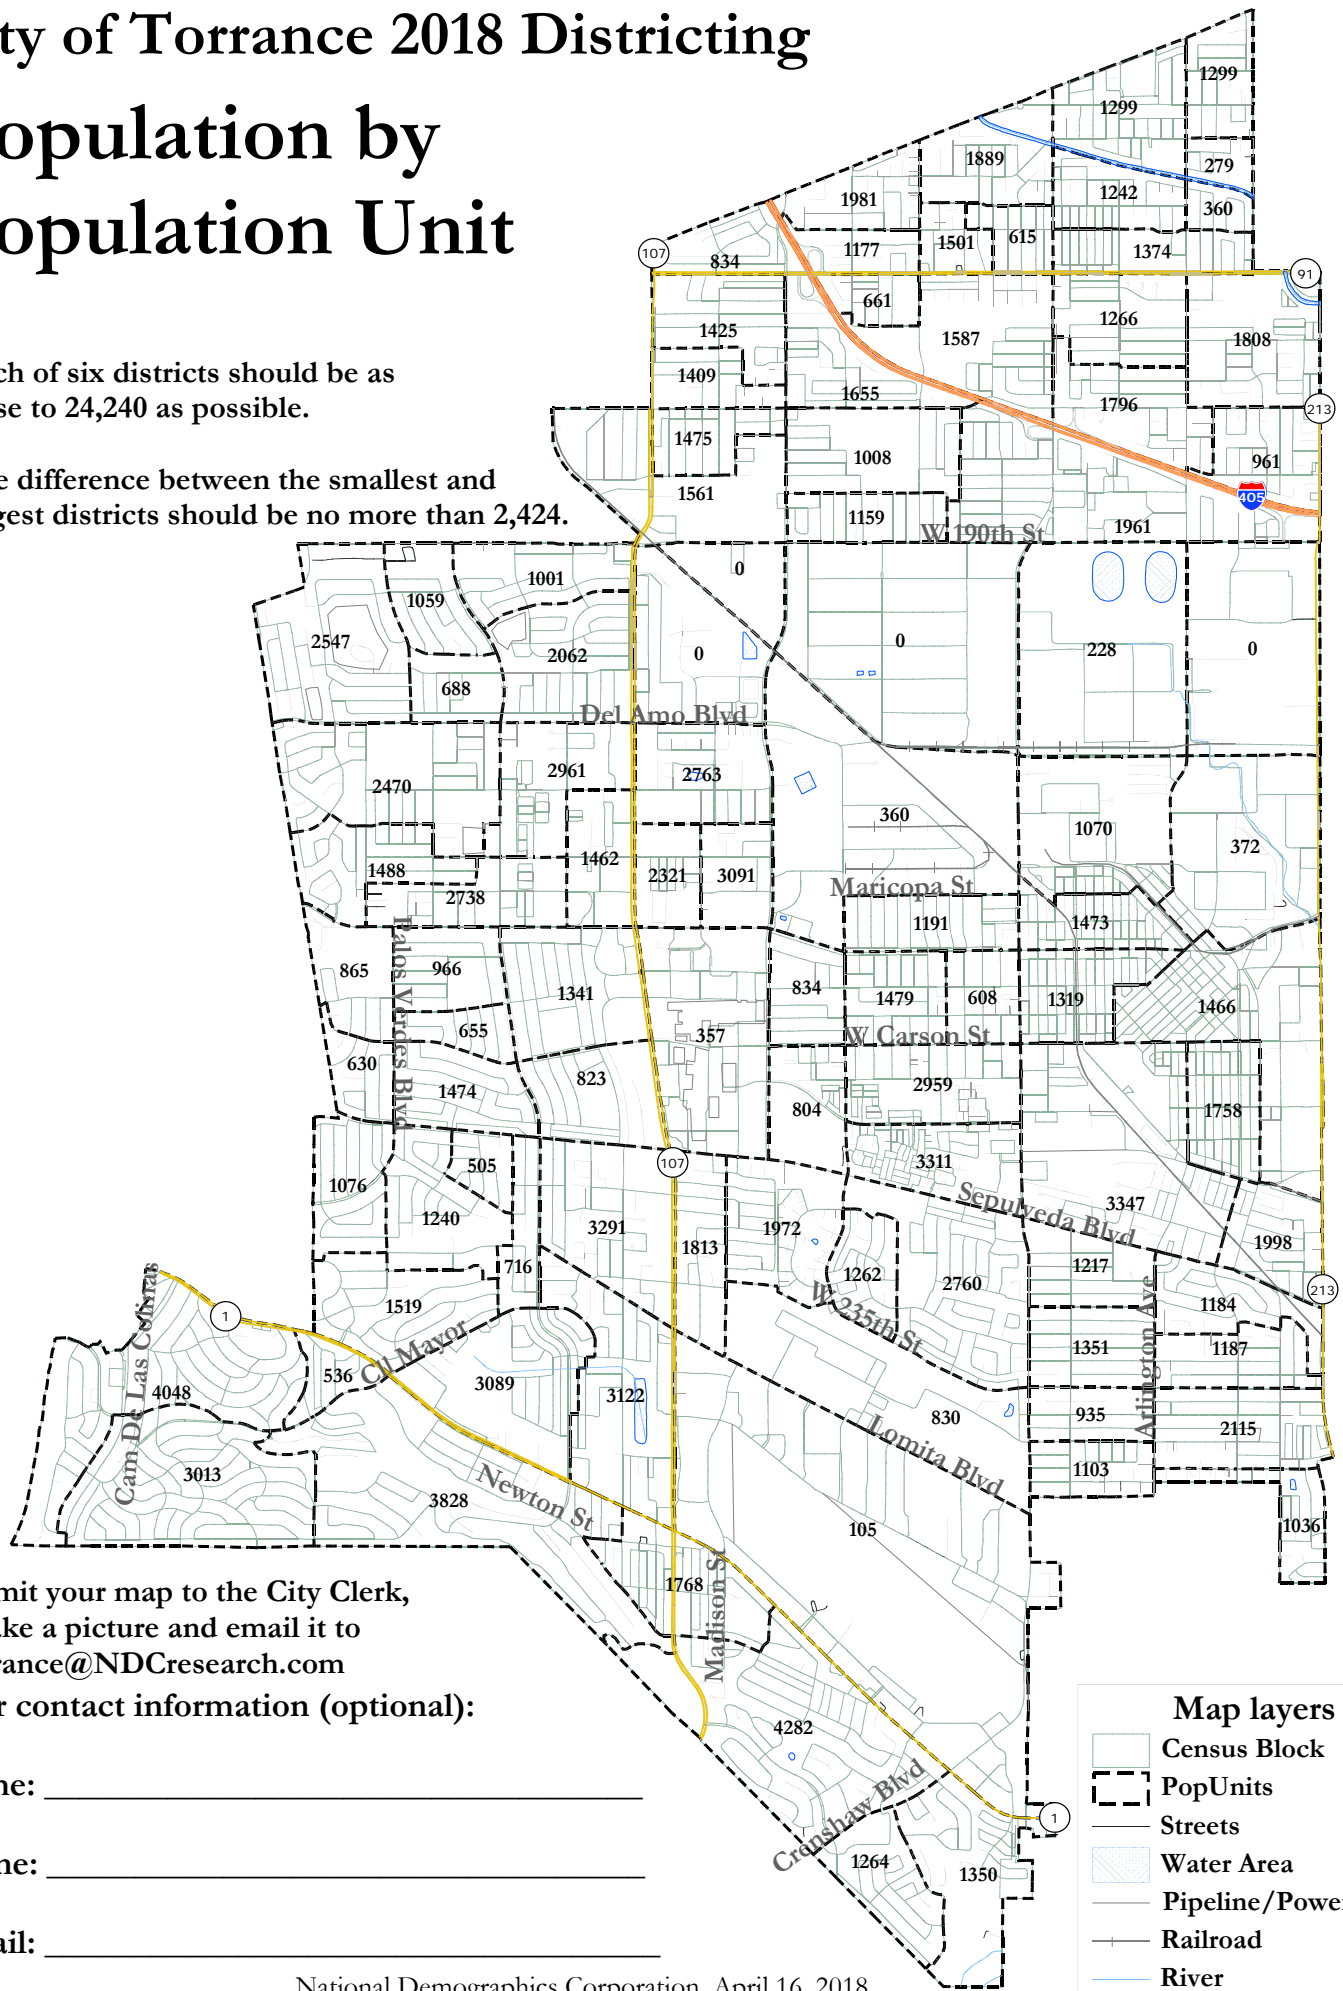 ty of Torrance 2018 Districting
opulation by
opulation Unit
ch of six districts should be as
se to 24,240 as possible.
e difference between the smallest and
gest districts should be no more than 2,424.
1299
1299
1889
279
1981
1242
360
1501
615
1177
1374
107
834
91
661
1425
1266
1587
1808
1409
1655
1796
213
1475
1008
961
1561
405
1159
W 190th St
1961
0
1001
1059
2547
2062
0
0
228
0
688
Del Amo Blvd
2470
2961
2763
360
1070
372
1488
1462
2321
3091
2738
Maricopa St
1191
1473
Palos Verdes Blvd
865
966
1341
834
1479
608
1319
1466
655
357
W Carson St
630
1474
823
804
2959
1758
107
505
3311
1076
1240
3291
1813
1972
Sepulveda Blvd
3347
1998
716
1262
2760
1217
Cam De Las Colinas
1
1519
W 235th St
Arlington Ave
1184
213
Cll Mayor
536
3089
3122
1351
1187
4048
830
935
2115
Lomita Blvd
3013
3828
Newton St
1103
105
1036
1768
Madison St
mit your map to the City Clerk,
ake a picture and email it to
rance@NDCresearch.com
r contact information (optional):
4282
Crenshaw Blvd
1
1264
1350
ne:
ne:
ail:
Map layers
Census Block
PopUnits
Streets
Water Area
Pipeline/Power
Railroad
River
National Demographics Corporation, April 16, 2018